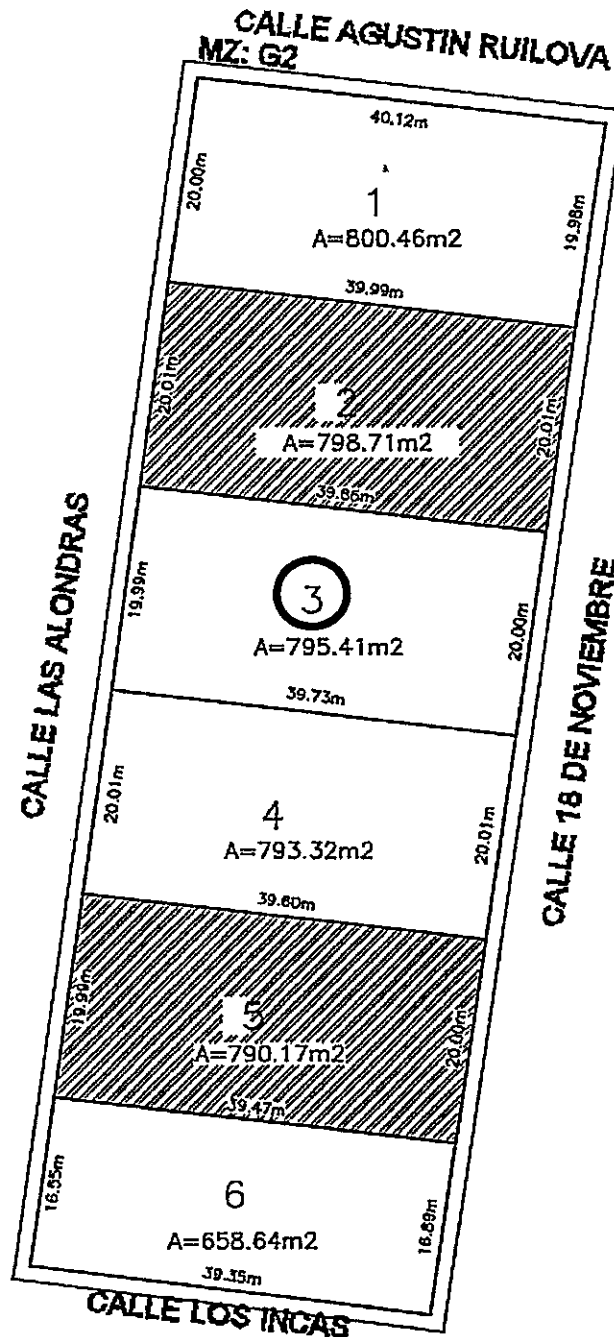 CALLE AGUSTIN RUILOVA
MZ: G2
40.12m
20.00m
1
19.98m
A=800.46m2
39.99m
20.01m
2
20.01m
A=798.71m2
39.86m
CALLE LAS ALONDRAS
19.99m
3
20.00m
A=795.41m2
39.73m
CALLE 18 DE NOVIEMBRE
20.01m
4
20.01m
A=793.32m2
39.60m
19.99m
5
20.00m
A=790.17m2
39.47m
6
16.89m
A=658.64m2
39.35m
CALLE LOS INCAS